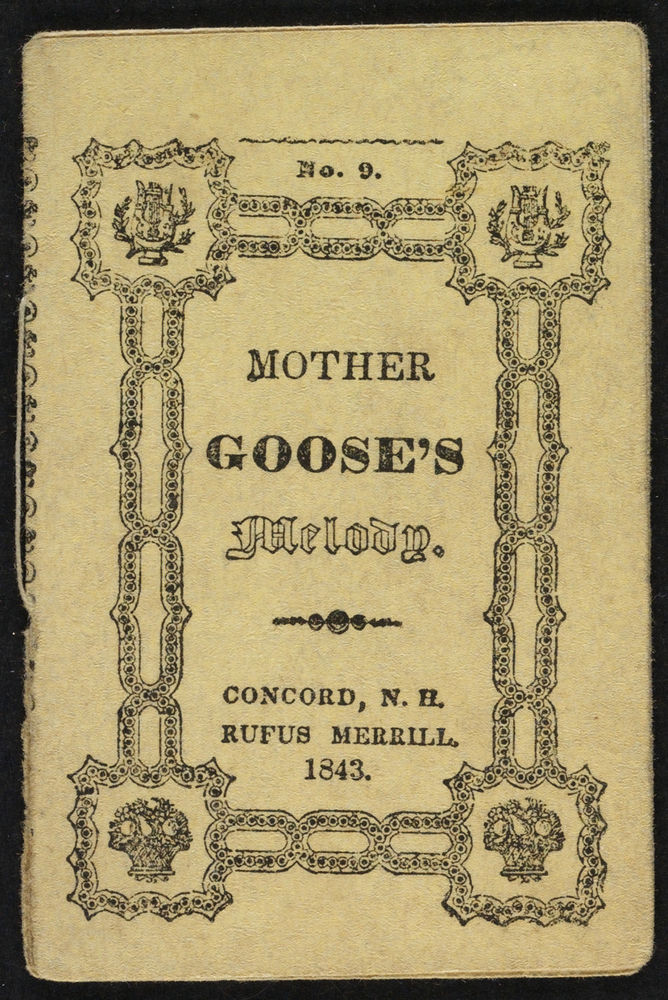 No. 9.
MOTHER
GOOSE'S
Melody.
CONCORD, N. H.
RUFUS MERRILL.
1843.